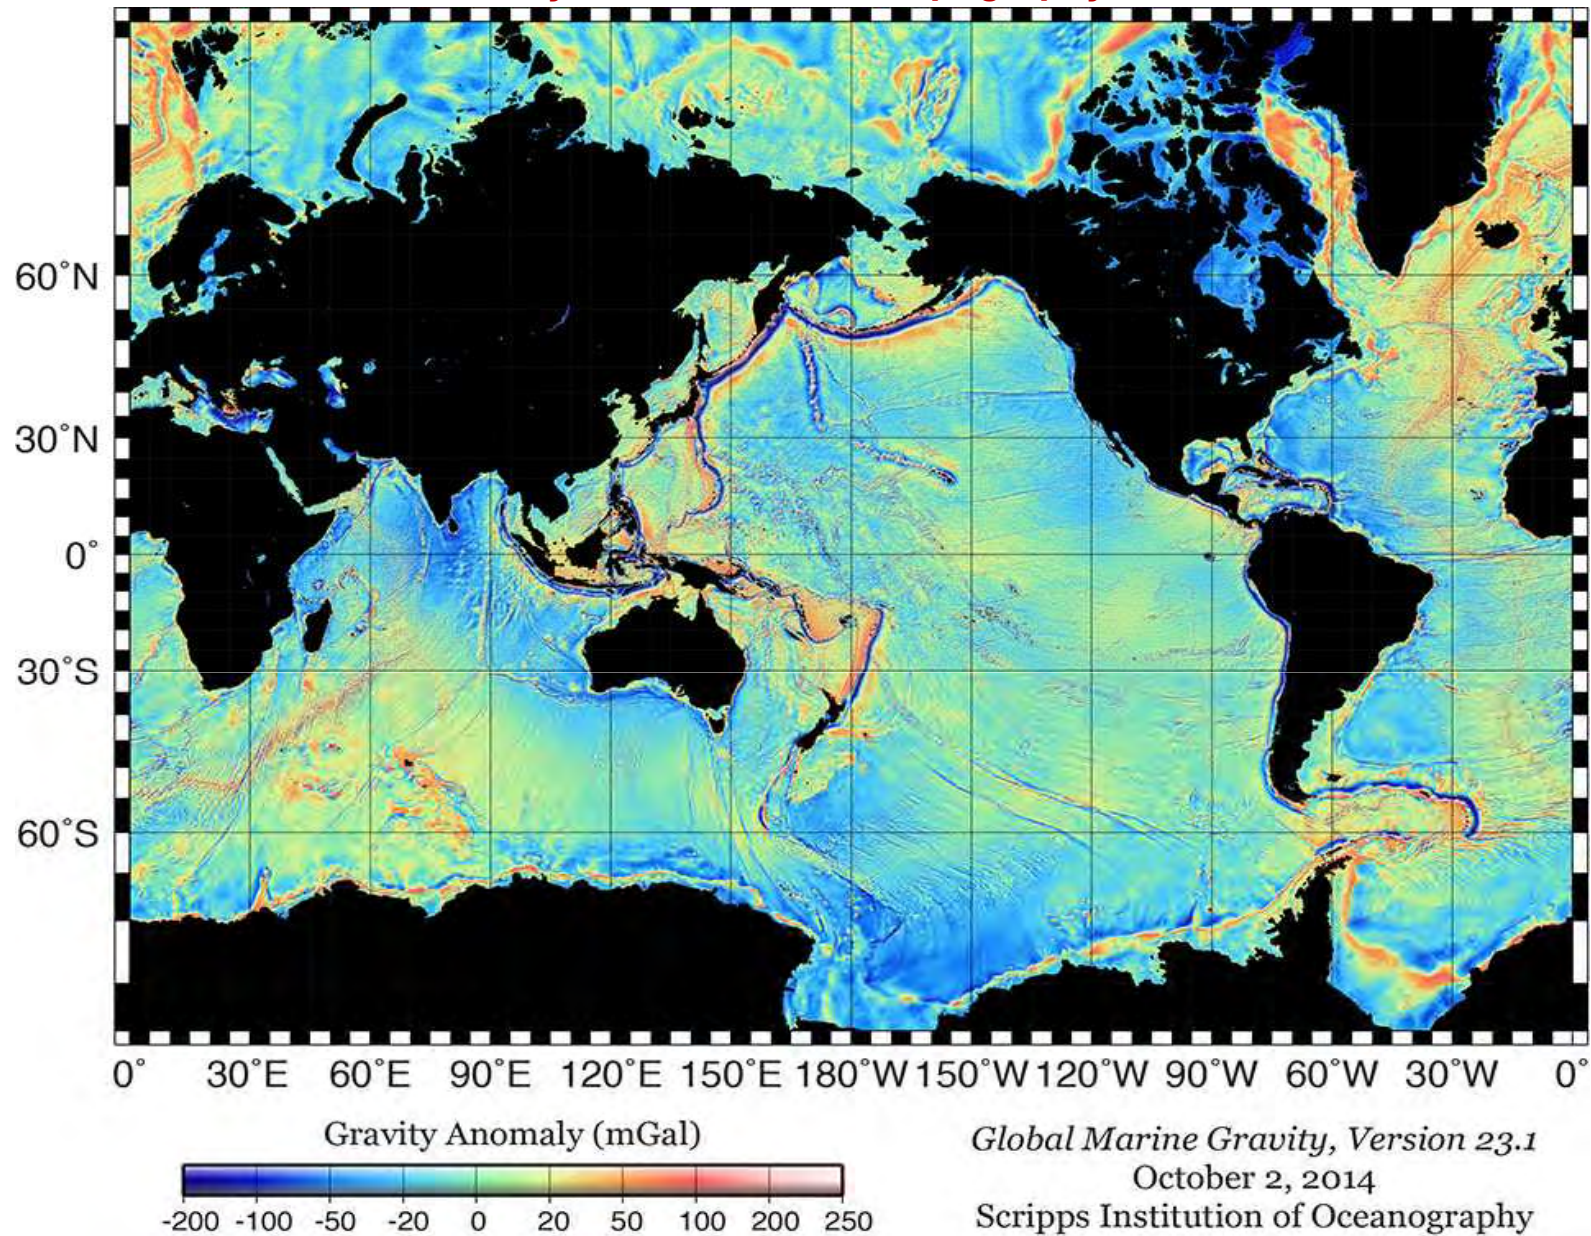 60°N
30°N
0°
30°S
60°S
0° 30°E 60°E 90°E 120°E 150°E 180°W 150°W 120°W 90°W 60°W 30°W 0°
Gravity Anomaly (mGal)
-200 -100 -50 -20 0 20 50 100 200 250
Global Marine Gravity, Version 23.1
October 2, 2014
Scripps Institution of Oceanography